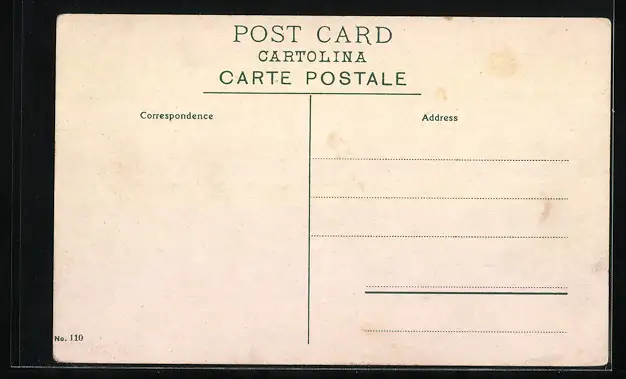 POST CARD
CARTOLINA
CARTE POSTALE
Correspondence
Address
No. 110